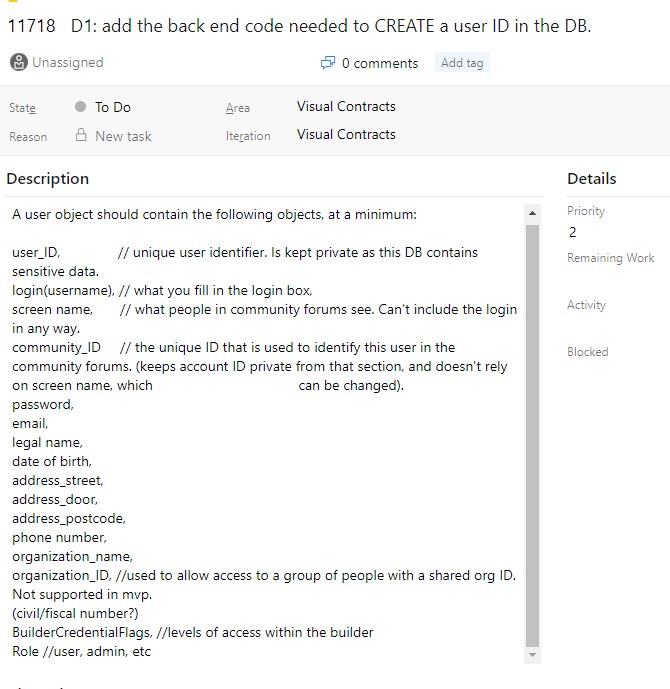 11718 D1: add the back end code needed to CREATE a user ID in the DB.
Unassigned
0 comments
Add tag
State
To Do
Area
Visual Contracts
Reason
New task
Iteration
Visual Contracts
Description
Details
A user object should contain the following objects, at a minimum:
user_ID, // unique user identifier. Is kept private as this DB contains
sensitive data.
login(username), // what you fill in the login box,
screen name, // what people in community forums see. Can't include the login
in any way.
community_ID // the unique ID that is used to identify this user in the
community forums. (keeps account ID private from that section, and doesn't rely
on screen name, which can be changed).
password,
email,
legal name,
date of birth,
address_street,
address_door,
address_postcode,
phone number,
organization_name,
organization_ID, //used to allow access to a group of people with a shared org ID.
Not supported in mvp.
(civil/fiscal number?)
BuilderCredentialFlags, //levels of access within the builder
Role //user, admin, etc
Priority
2
Remaining Work
Activity
Blocked